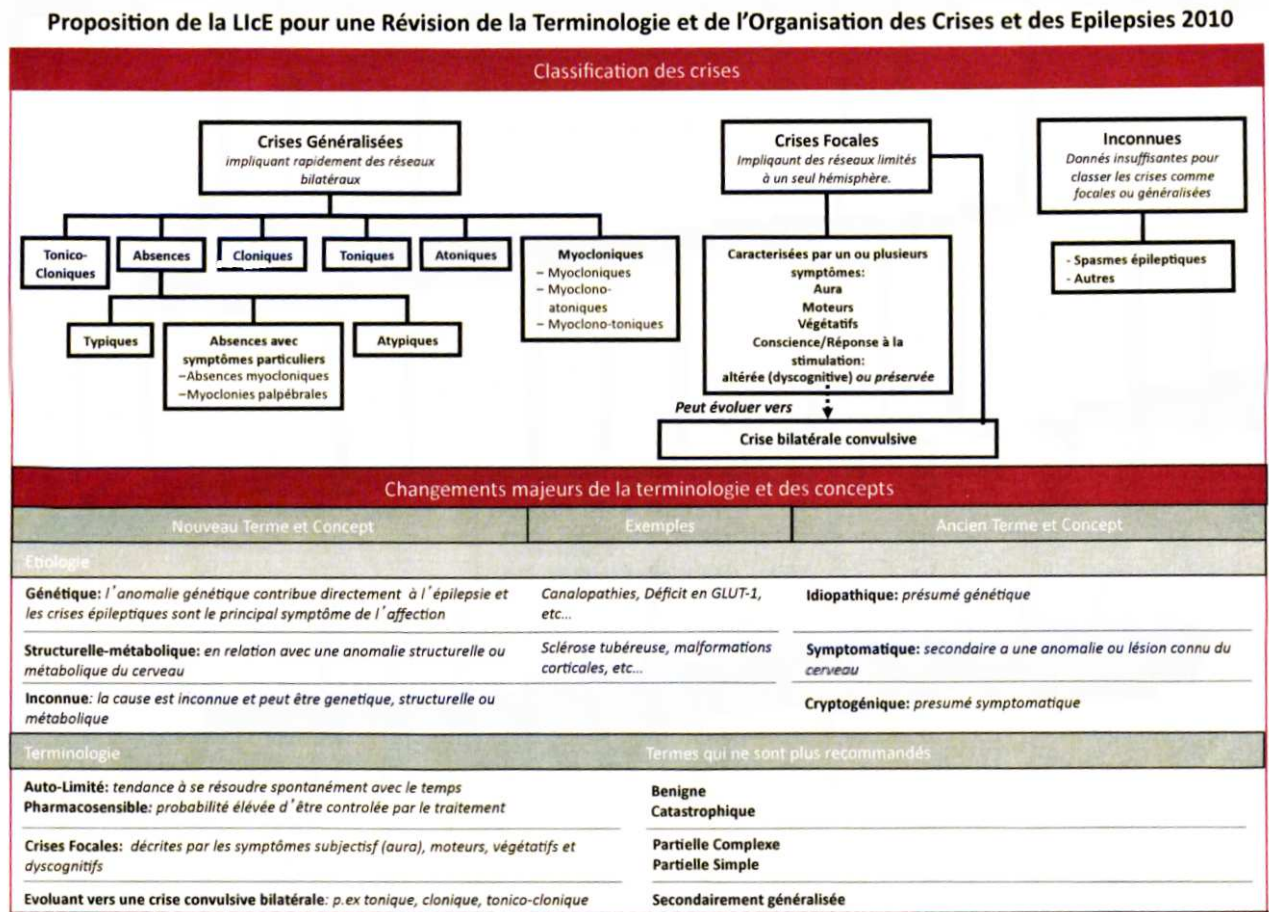 Proposition de la LIcE pour une Révision de la Terminologie et de l'Organisation des Crises et des Epilepsies 2010
Classification des crises
Crises Généralisées
impliquant rapidement des réseaux
bilatéraux
Tonico-
Cloniques
Absences
Cloniques
Toniques
Atoniques
Myocloniques
– Myocloniques
– Myoclono-
atoniques
– Myoclono-toniques
Typiques
Absences avec
symptômes particuliers
–Absences myocloniques
–Myoclonies palpébrales
Atypiques
Crises Focales
Impliqaunt des réseaux limités
à un seul hémisphère.
Caracterisées par un ou plusieurs
symptômes:
Aura
Moteurs
Végétatifs
Conscience/Réponse à la
stimulation:
altérée (dyscognitive) ou préservée
Peut évoluer vers
Crise bilatérale convulsive
Inconnues
Donnés insuffisantes pour
classer les crises comme
focales ou généralisées
- Spasmes épileptiques
- Autres
Changements majeurs de la terminologie et des concepts
Nouveau Terme et Concept
Exemples
Ancien Terme et Concept
Etiologie
Génétique: l'anomalie génétique contribue directement à l'épilepsie et
les crises épileptiques sont le principal symptôme de l'affection
Canalopathies, Déficit en GLUT-1,
etc...
Idiopathique: présumé génétique
Structurelle-métabolique: en relation avec une anomalie structurelle ou
métabolique du cerveau
Sclérose tubéreuse, malformations
corticales, etc...
Symptomatique: secondaire a une anomalie ou lésion connu du
cerveau
Inconnue: la cause est inconnue et peut être genetique, structurelle ou
métabolique
Cryptogénique: presumé symptomatique
Terminologie
Termes qui ne sont plus recommandés
Auto-Limité: tendance à se résoudre spontanément avec le temps
Pharmacosensible: probabilité élevée d'être controlée par le traitement
Benigne
Catastrophique
Crises Focales: décrites par les symptômes subjectisf (aura), moteurs, végétatifs et
dyscognitifs
Partielle Complexe
Partielle Simple
Evoluant vers une crise convulsive bilatérale: p.ex tonique, clonique, tonico-clonique
Secondairement généralisée